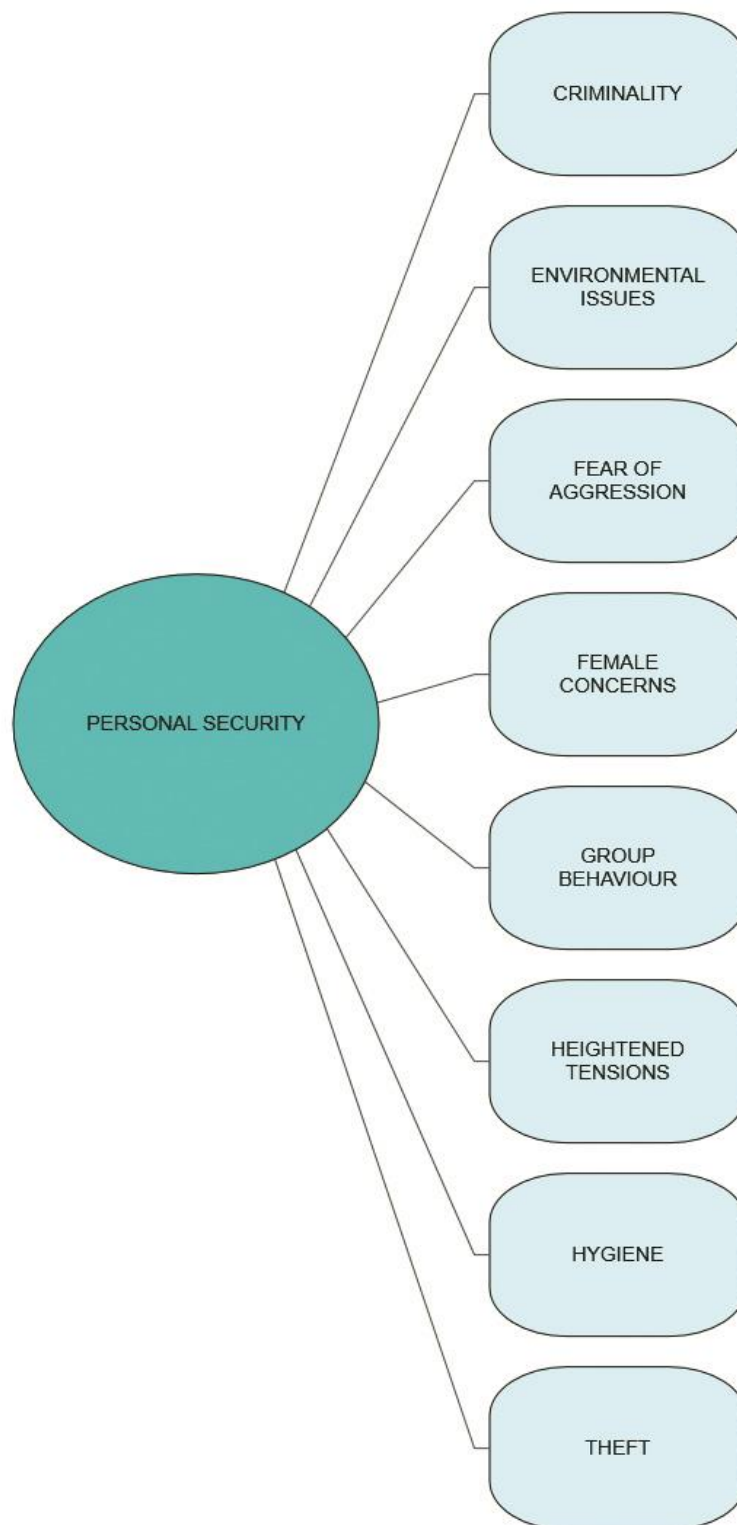 CRIMINALITY
ENVIRONMENTAL
ISSUES
FEAR OF
AGGRESSION
FEMALE
CONCERNS
PERSONAL SECURITY
GROUP
BEHAVIOUR
HEIGHTENED
TENSIONS
HYGIENE
THEFT